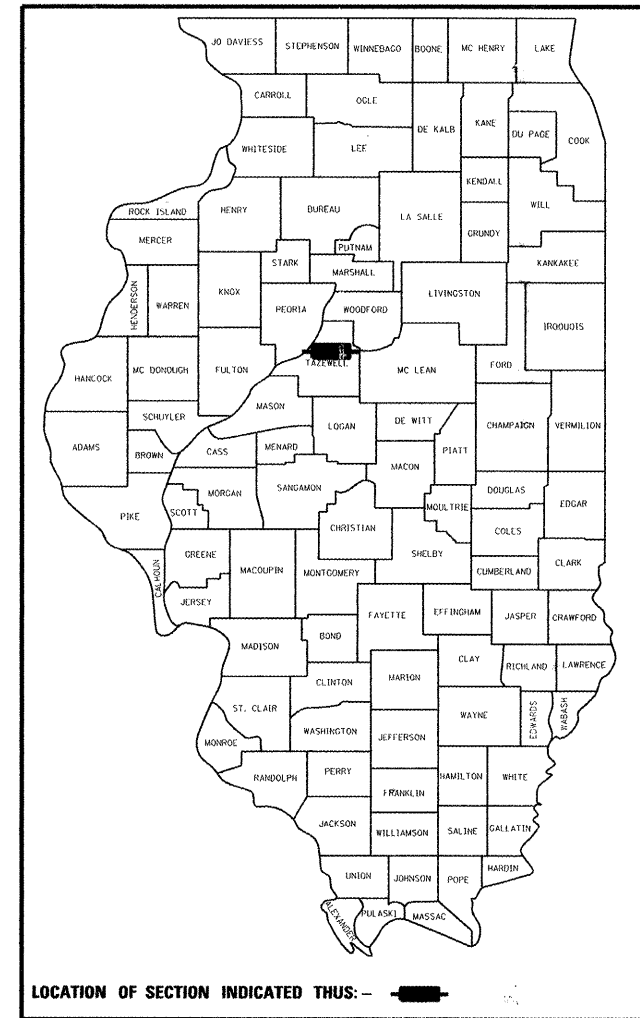 JO DAVIESS STEPHENSON WINNEBAGO BOONE MC HENRY LAKE
CARROLL OGLE DE KALB KANE DU PAGE COOK
WHITESIDE LEE KENDALL WILL
ROCK ISLAND HENRY BUREAU LA SALLE GRUNDY
MERCER PUTNAM KANKAKEE
STARK MARSHALL
HENDERSON WARREN KNOX PEORIA WOODFORD LIVINGSTON IROQUOIS
HANCOCK MC DONOUGH FULTON TAZEWELL MC LEAN FORD
SCHUYLER MASON LOGAN DE WITT CHAMPAIGN VERMILION
ADAMS BROWN CASS MENARD MACON PIATT
PIKE SCOTT MORGAN SANGAMON CHRISTIAN MOULTRIE DOUGLAS EDGAR
COLES
CALHOUN GREENE MACOUPIN MONTGOMERY SHELBY CUMBERLAND CLARK
JERSEY FAYETTE EFFINGHAM JASPER CRAWFORD
MADISON BOND CLAY RICHLAND LAWRENCE
CLINTON MARION
ST. CLAIR WASHINGTON JEFFERSON WAYNE EDWARDS WABASH
MONROE
RANDOLPH PERRY FRANKLIN HAMILTON WHITE
JACKSON WILLIAMSON SALINE GALLATIN
UNION JOHNSON POPE HARDIN
ALEXANDER PULASKI MASSAC
LOCATION OF SECTION INDICATED THUS:–